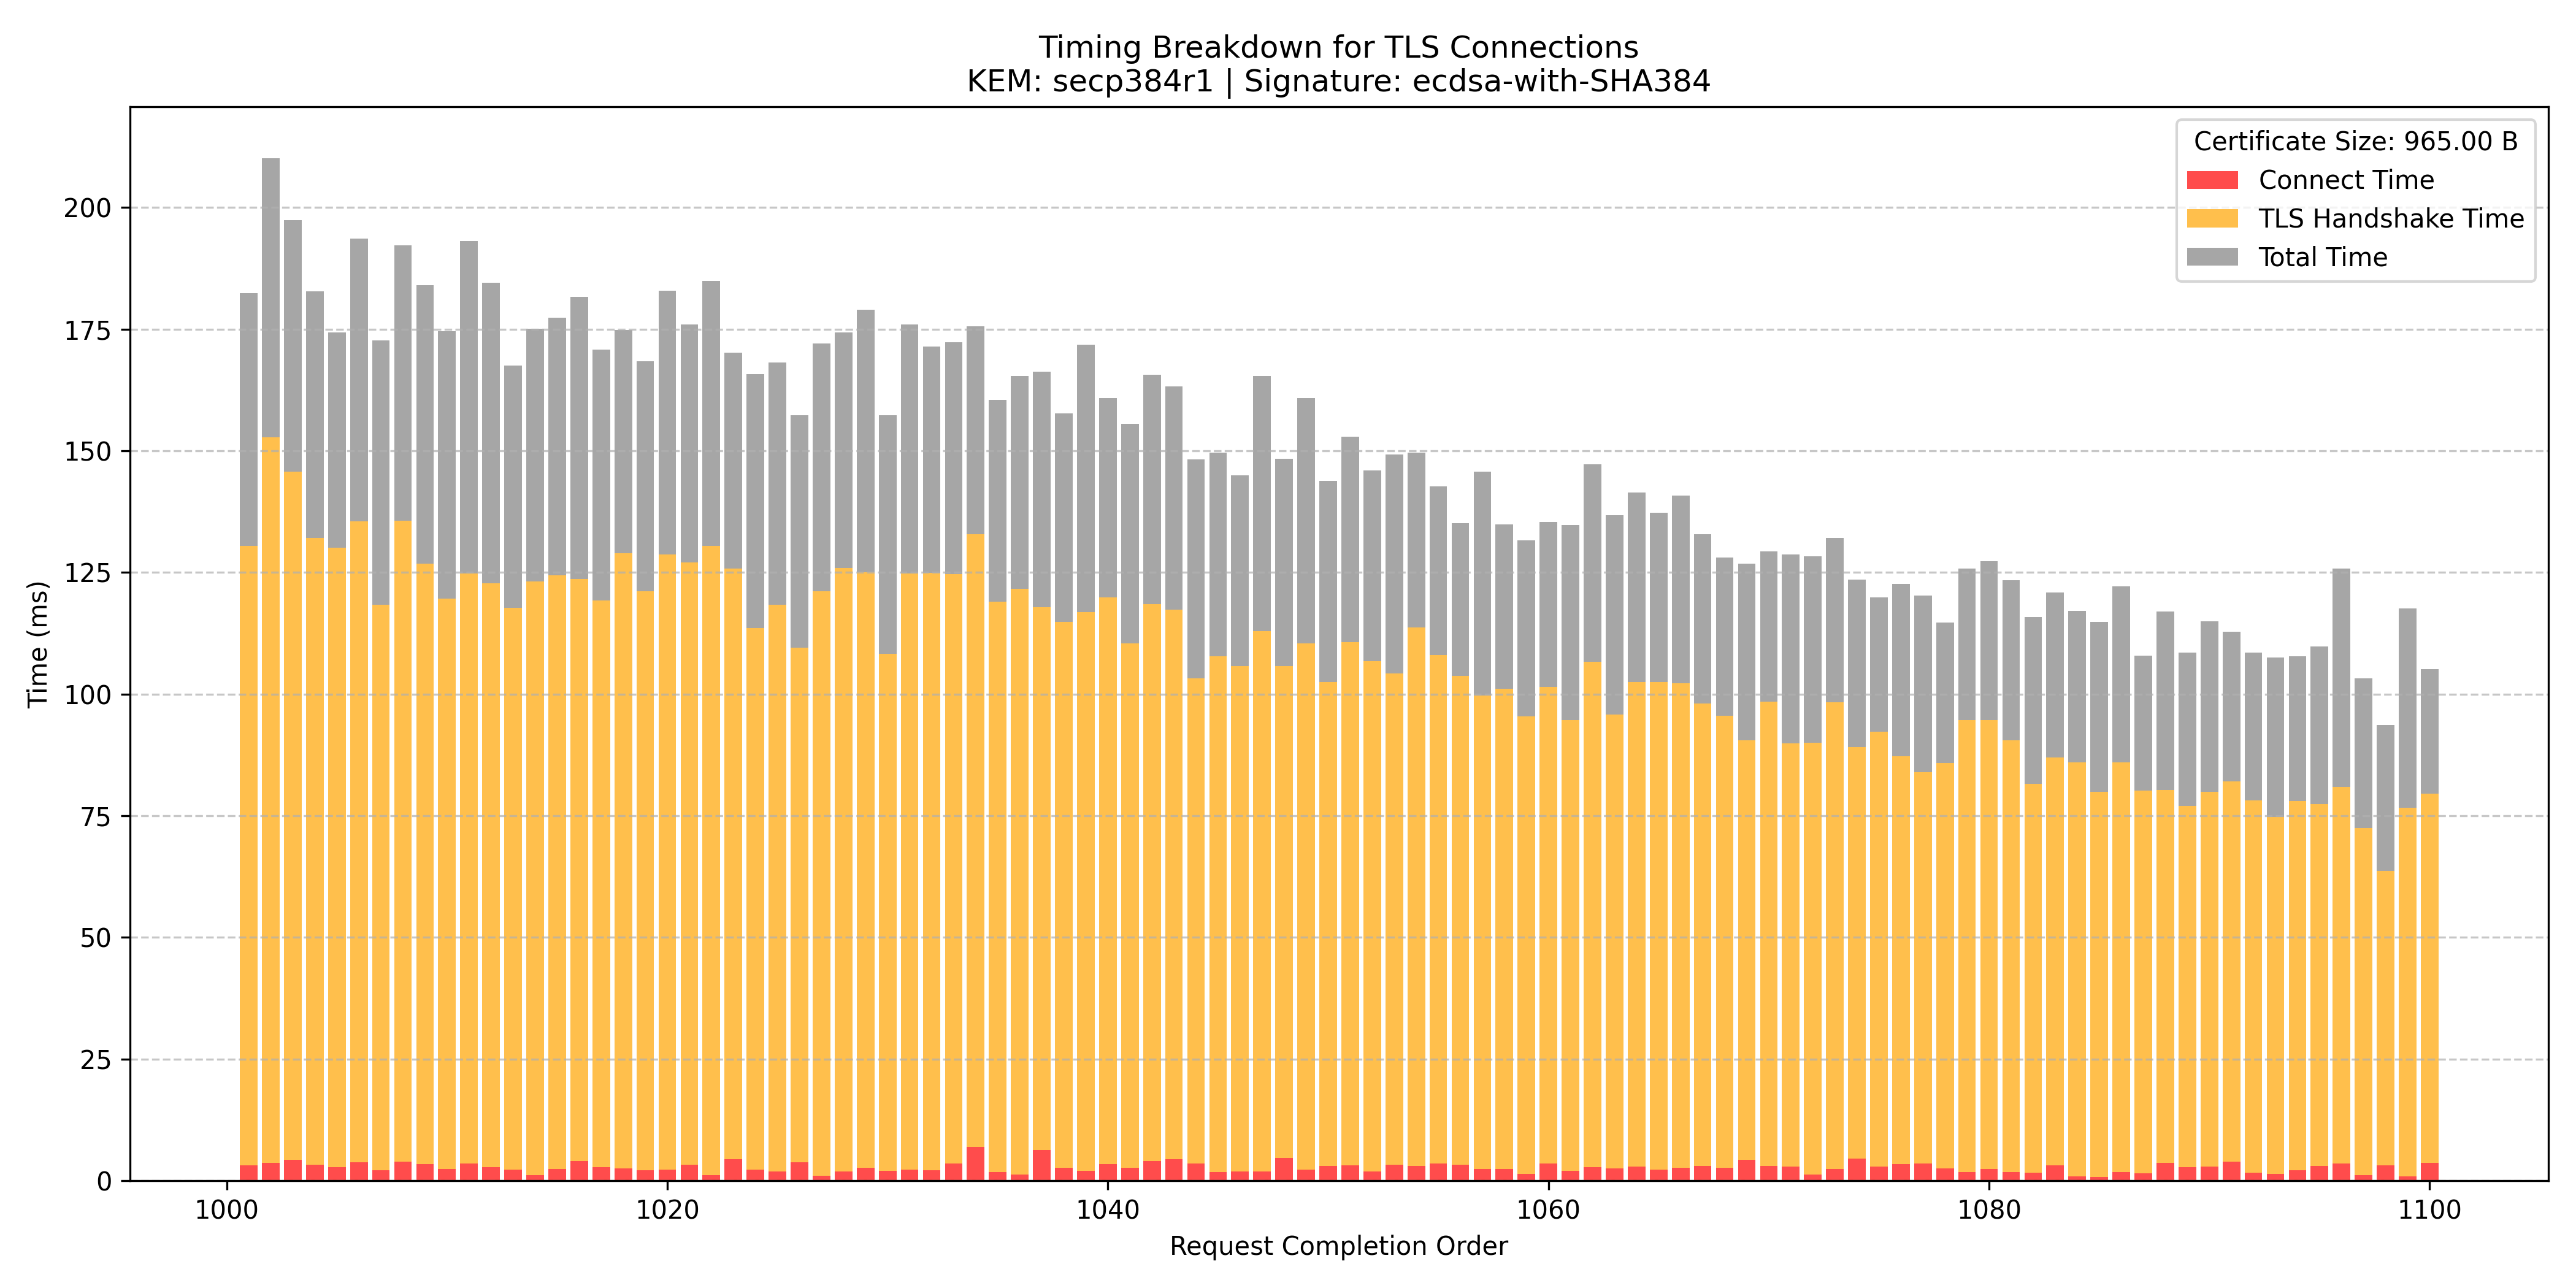 Timing Breakdown for TLS Connections
KEM: secp384r1 | Signature: ecdsa-with-SHA384
Certificate Size: 965.00 B
Connect Time
TLS Handshake Time
Total Time
Time (ms)
200
175
150
125
100
75
50
25
0
1000 1020 1040 1060 1080 1100
Request Completion Order